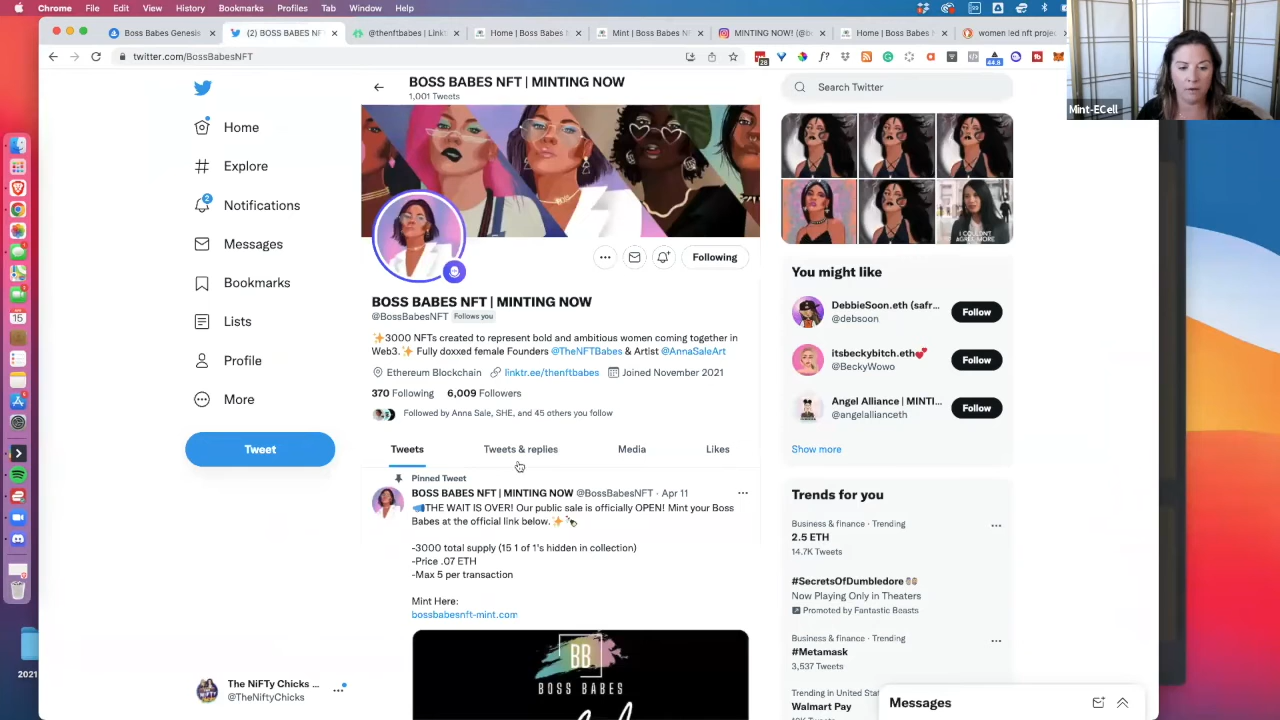 Chrome File Edit View History Bookmarks Profiles Tab Window Help
Boss Babes Genesis
(2) BOSS BABES NF
@thenftbabes | Linkt
Home | Boss Babes N
Mint | Boss Babes N
MINTING NOW! (@b
Home | Boss Babes N
women led nft projec
twitter.com/BossBabesNFT
28
44.8
Mint-ECell
BOSS BABES NFT | MINTING NOW
1,001 Tweets
Search Twitter
Home
Explore
2
Notifications
Messages
Bookmarks
Lists
Profile
More
Tweet
The NiFTy Chicks ...
@TheNiftyChicks
15
2021
Following
BOSS BABES NFT | MINTING NOW
@BossBabesNFT Follows you
✨3000 NFTs created to represent bold and ambitious women coming together in
Web3.✨ Fully doxxed female Founders @TheNFTBabes & Artist @AnnaSaleArt
Ethereum Blockchain linktr.ee/thenftbabes Joined November 2021
370 Following 6,009 Followers
Followed by Anna Sale, SHE, and 45 others you follow
Tweets Tweets & replies Media Likes
Pinned Tweet
BOSS BABES NFT | MINTING NOW @BossBabesNFT · Apr 11
📣THE WAIT IS OVER! Our public sale is officially OPEN! Mint your Boss
Babes at the official link below.✨🍾
-3000 total supply (15 1 of 1's hidden in collection)
-Price .07 ETH
-Max 5 per transaction
Mint Here:
bossbabesnft-mint.com
BB
BOSS BABES
I COULDN'T
AGREE MORE
You might like
DebbieSoon.eth (safr...
@debsoon
Follow
itsbeckybitch.eth💕
@BeckyWowo
Follow
Angel Alliance | MINTI...
@angelallianceth
Follow
Show more
Trends for you
Business & finance · Trending
2.5 ETH
14.7K Tweets
#SecretsOfDumbledore
Now Playing Only in Theaters
Promoted by Fantastic Beasts
Business & finance · Trending
#Metamask
3,537 Tweets
Trending in United Stat
Walmart Pay
Messages